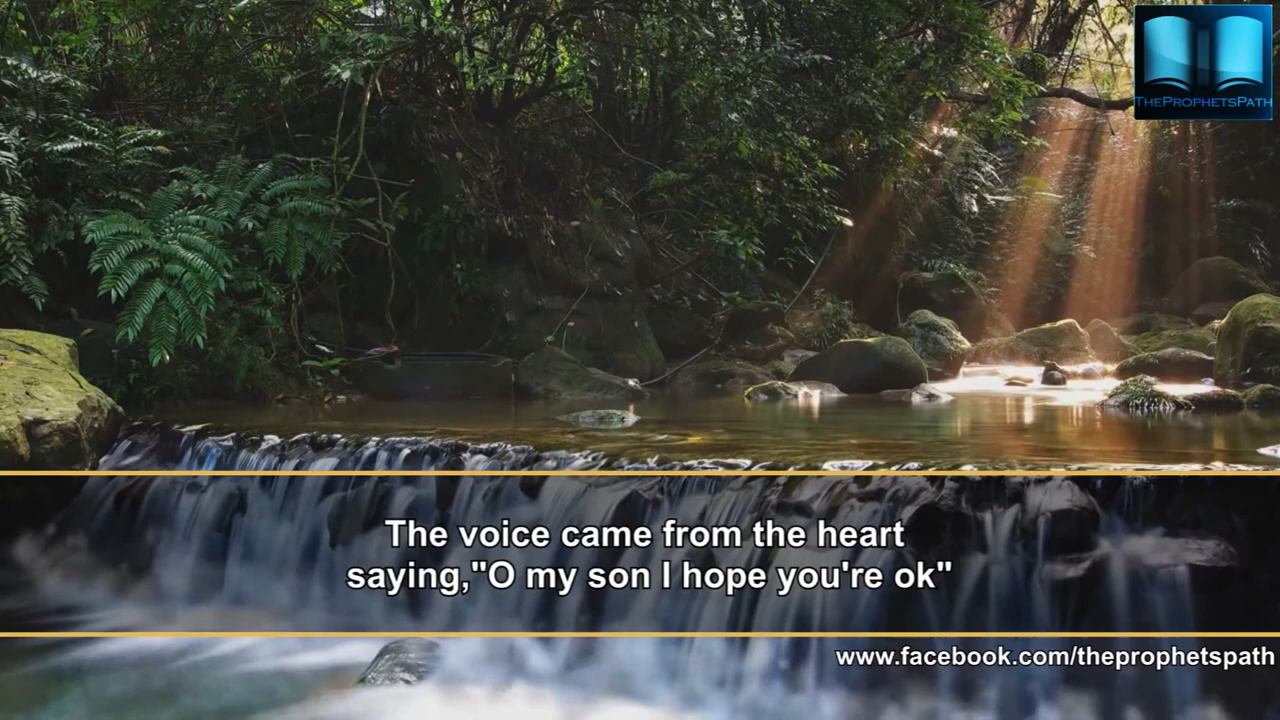 THEPROPHETSPATH
The voice came from the heart
saying,"O my son I hope you're ok"
www.facebook.com/theprophetspath